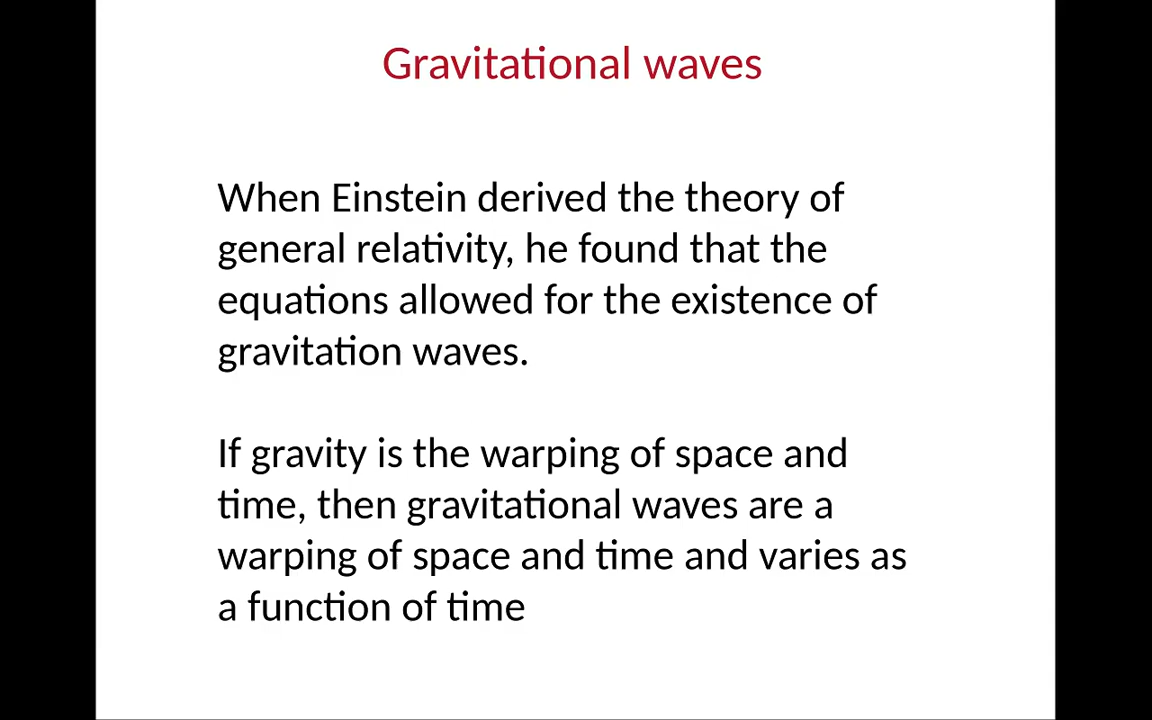 Gravitational waves
When Einstein derived the theory of
general relativity, he found that the
equations allowed for the existence of
gravitation waves.
If gravity is the warping of space and
time, then gravitational waves are a
warping of space and time and varies as
a function of time